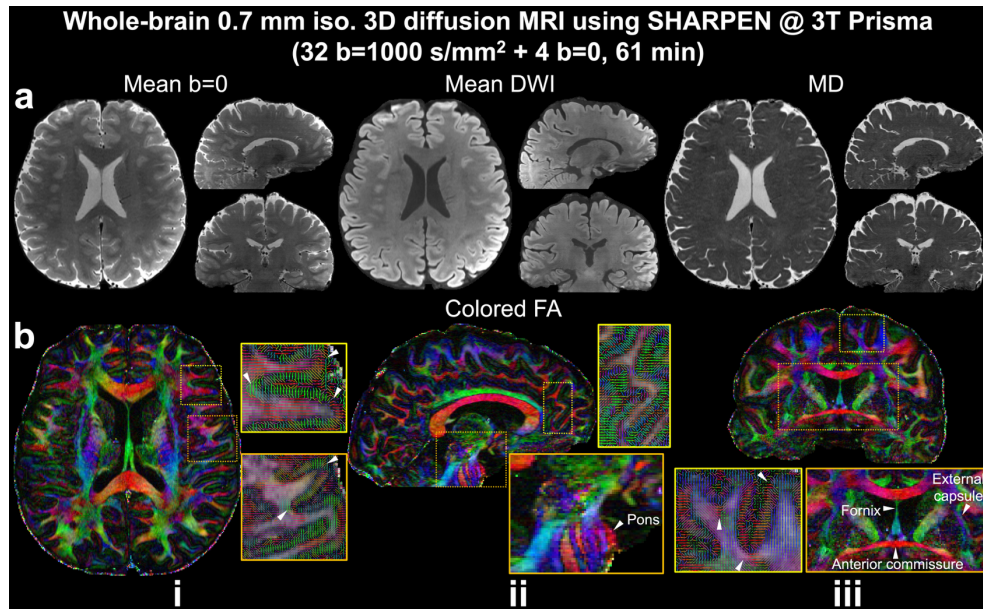 Whole-brain 0.7 mm iso. 3D diffusion MRI using SHARPEN @ 3T Prisma
(32 b=1000 s/mm² + 4 b=0, 61 min)
Mean b=0
Mean DWI
MD
a
Colored FA
b
Pons
External
capsule
Fornix
Anterior commissure
i
ii
iii